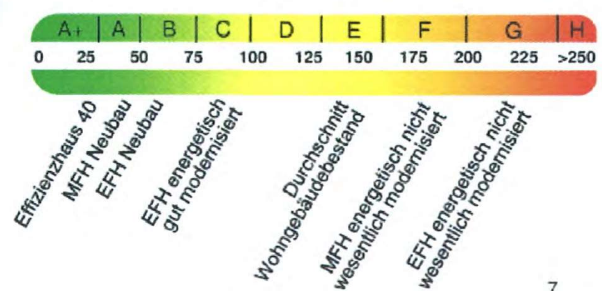 A+ A B C D E F G H
0 25 50 75 100 125 150 175 200 225 >250
Effizienzhaus 40
MFH Neubau
EFH Neubau
EFH energetisch
gut modernisiert
Durchschnitt
Wohngebäudebestand
MFH energetisch nicht
wesentlich modernisiert
EFH energetisch nicht
wesentlich modernisiert
7